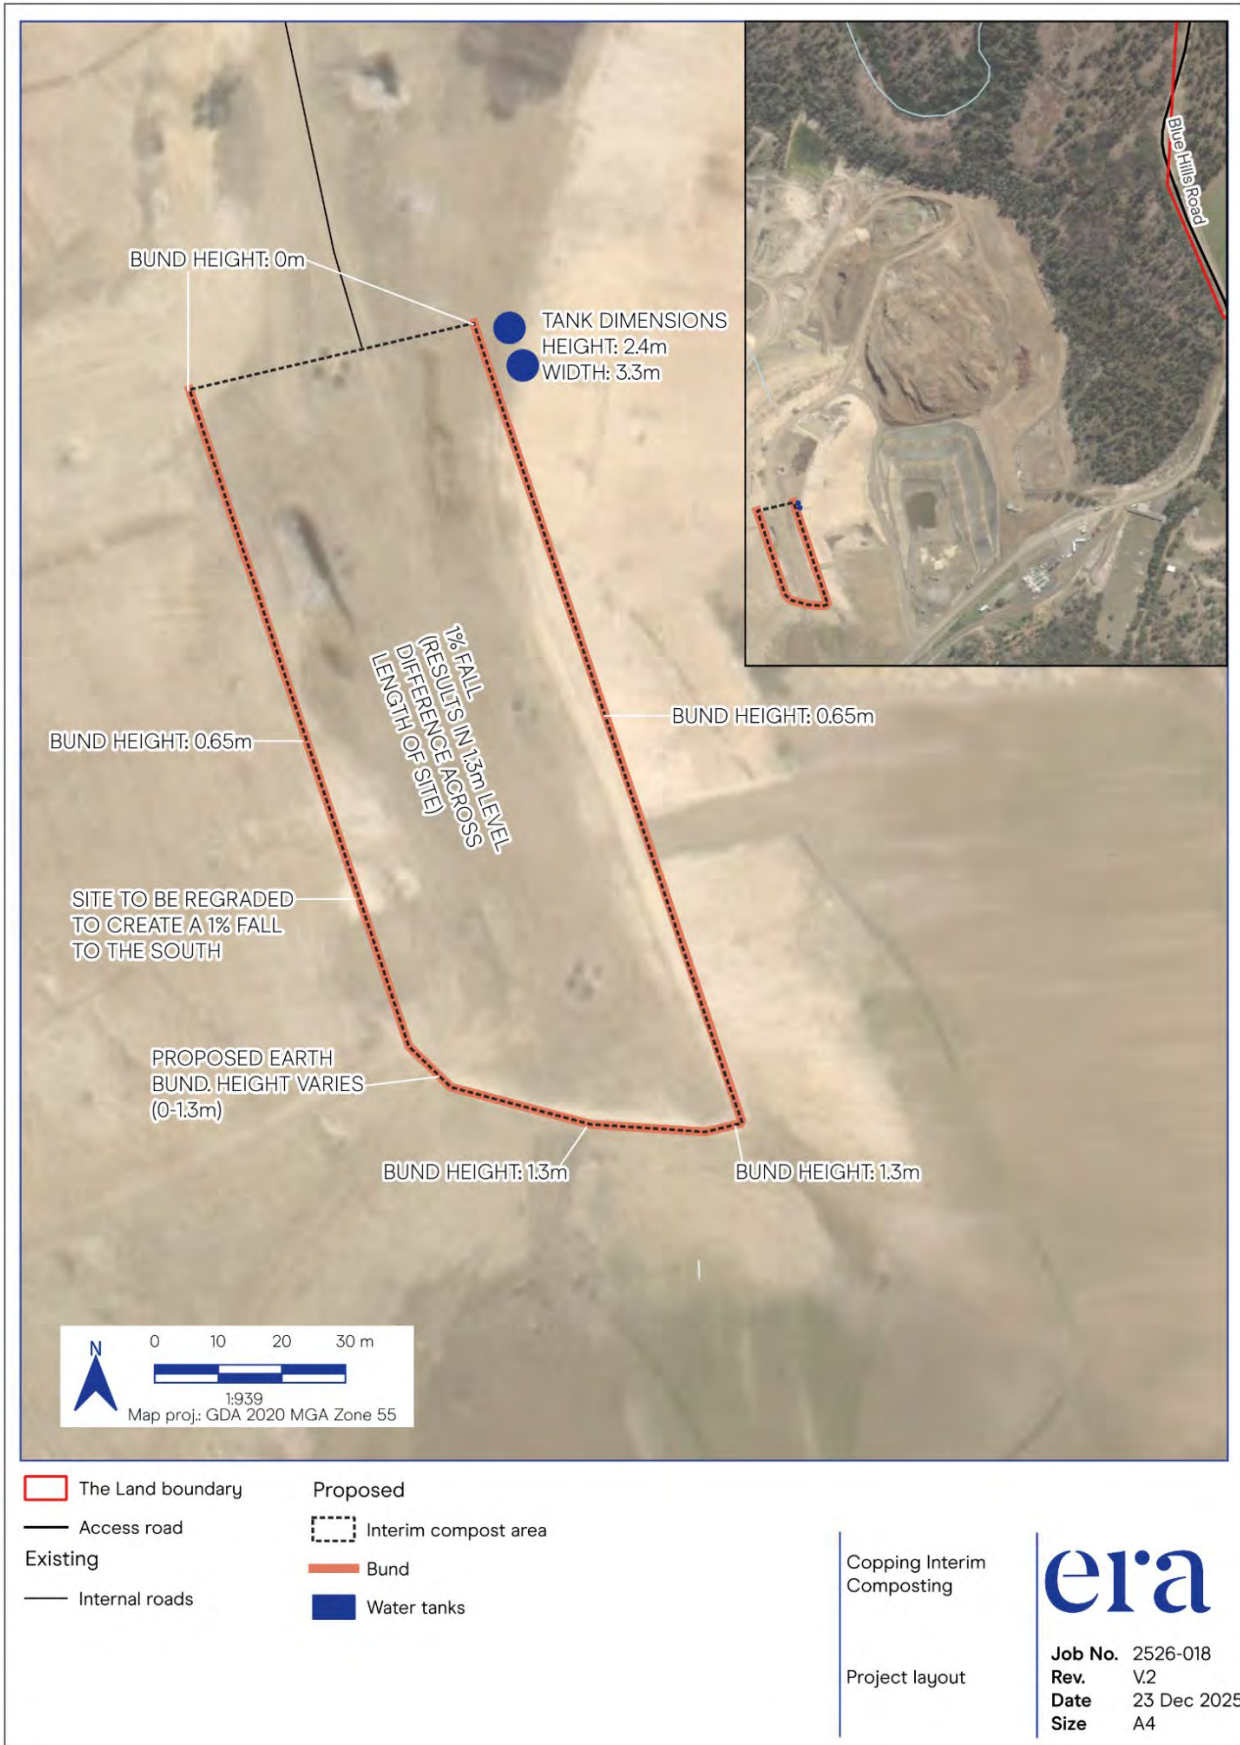 Blue Hills Road
BUND HEIGHT: 0m
TANK DIMENSIONS
HEIGHT: 2.4m
WIDTH: 3.3m
1% FALL
(RESULTS IN 1.3m LEVEL
DIFFERENCE ACROSS
LENGTH OF SITE)
BUND HEIGHT: 0.65m
BUND HEIGHT: 0.65m
SITE TO BE REGRADED
TO CREATE A 1% FALL
TO THE SOUTH
PROPOSED EARTH
BUND. HEIGHT VARIES
(0-1.3m)
BUND HEIGHT: 1.3m
BUND HEIGHT: 1.3m
N
0 10 20 30 m
1:939
Map proj.: GDA 2020 MGA Zone 55
The Land boundary
Access road
Existing
Internal roads
Proposed
Interim compost area
Bund
Water tanks
Copping Interim
Composting
Project layout
era
Job No. 2526-018
Rev. V.2
Date 23 Dec 2025
Size A4